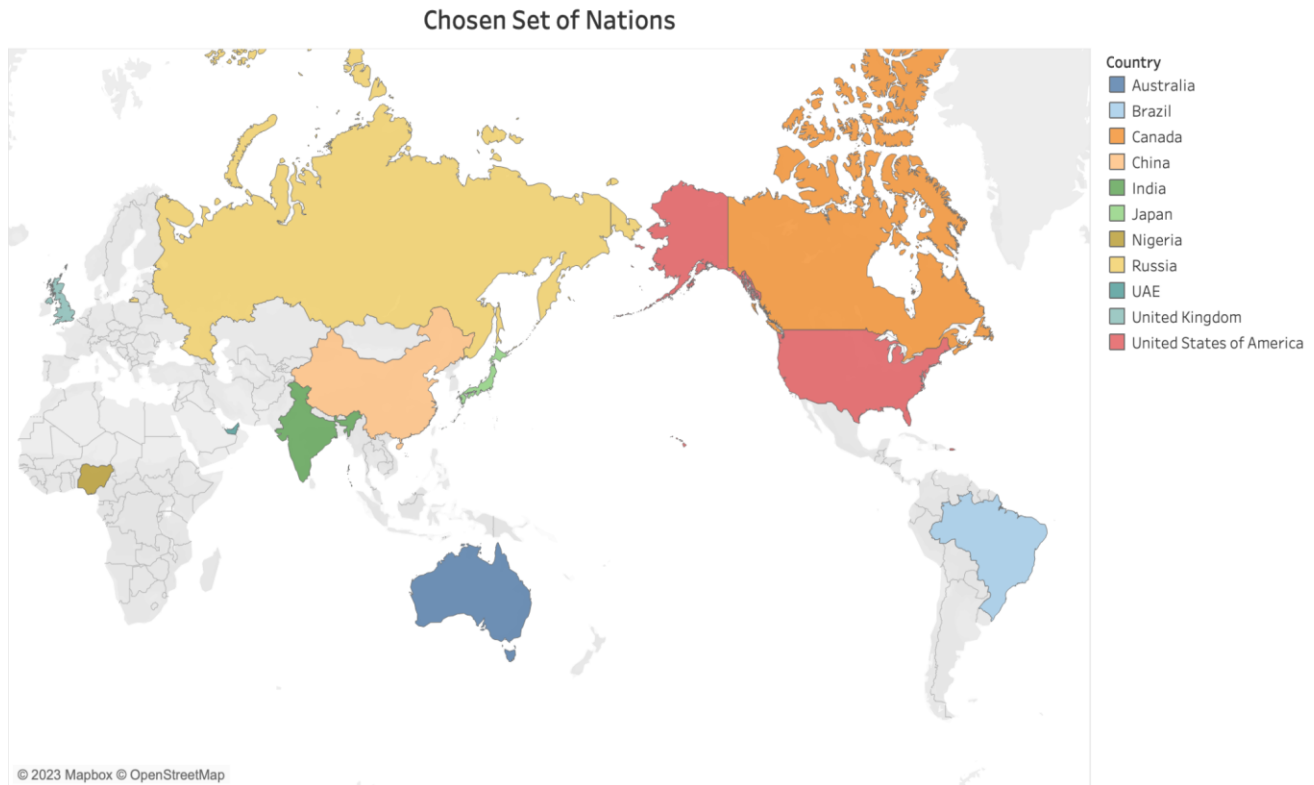 Chosen Set of Nations
Country
Australia
Brazil
Canada
China
India
Japan
Nigeria
Russia
UAE
United Kingdom
United States of America
© 2023 Mapbox © OpenStreetMap